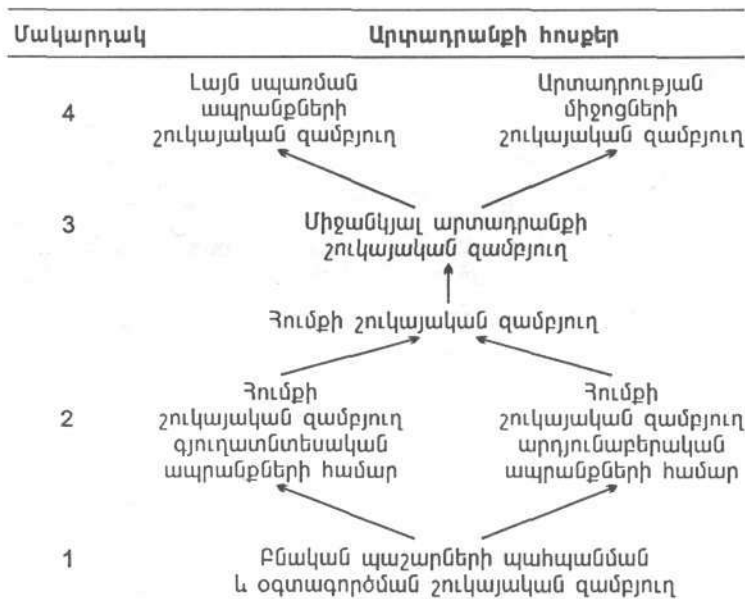 Մակարդակ Արտադրանքի հոսքեր
4
Լայն սպառման
ապրանքների
շուկայական զամբյուղ
Արտադրության
միջոցների
շուկայական զամբյուղ
3
Միջանկյալ արտադրանքի
շուկայական զամբյուղ
Հումքի շուկայական զամբյուղ
2
Հումքի
շուկայական զամբյուղ
գյուղատնտեսական
ապրանքների համար
Հումքի
շուկայական զամբյուղ
արդյունաբերական
ապրանքների համար
1
Բնական պաշարների պահպանման
և օգտագործման շուկայական զամբյուղ